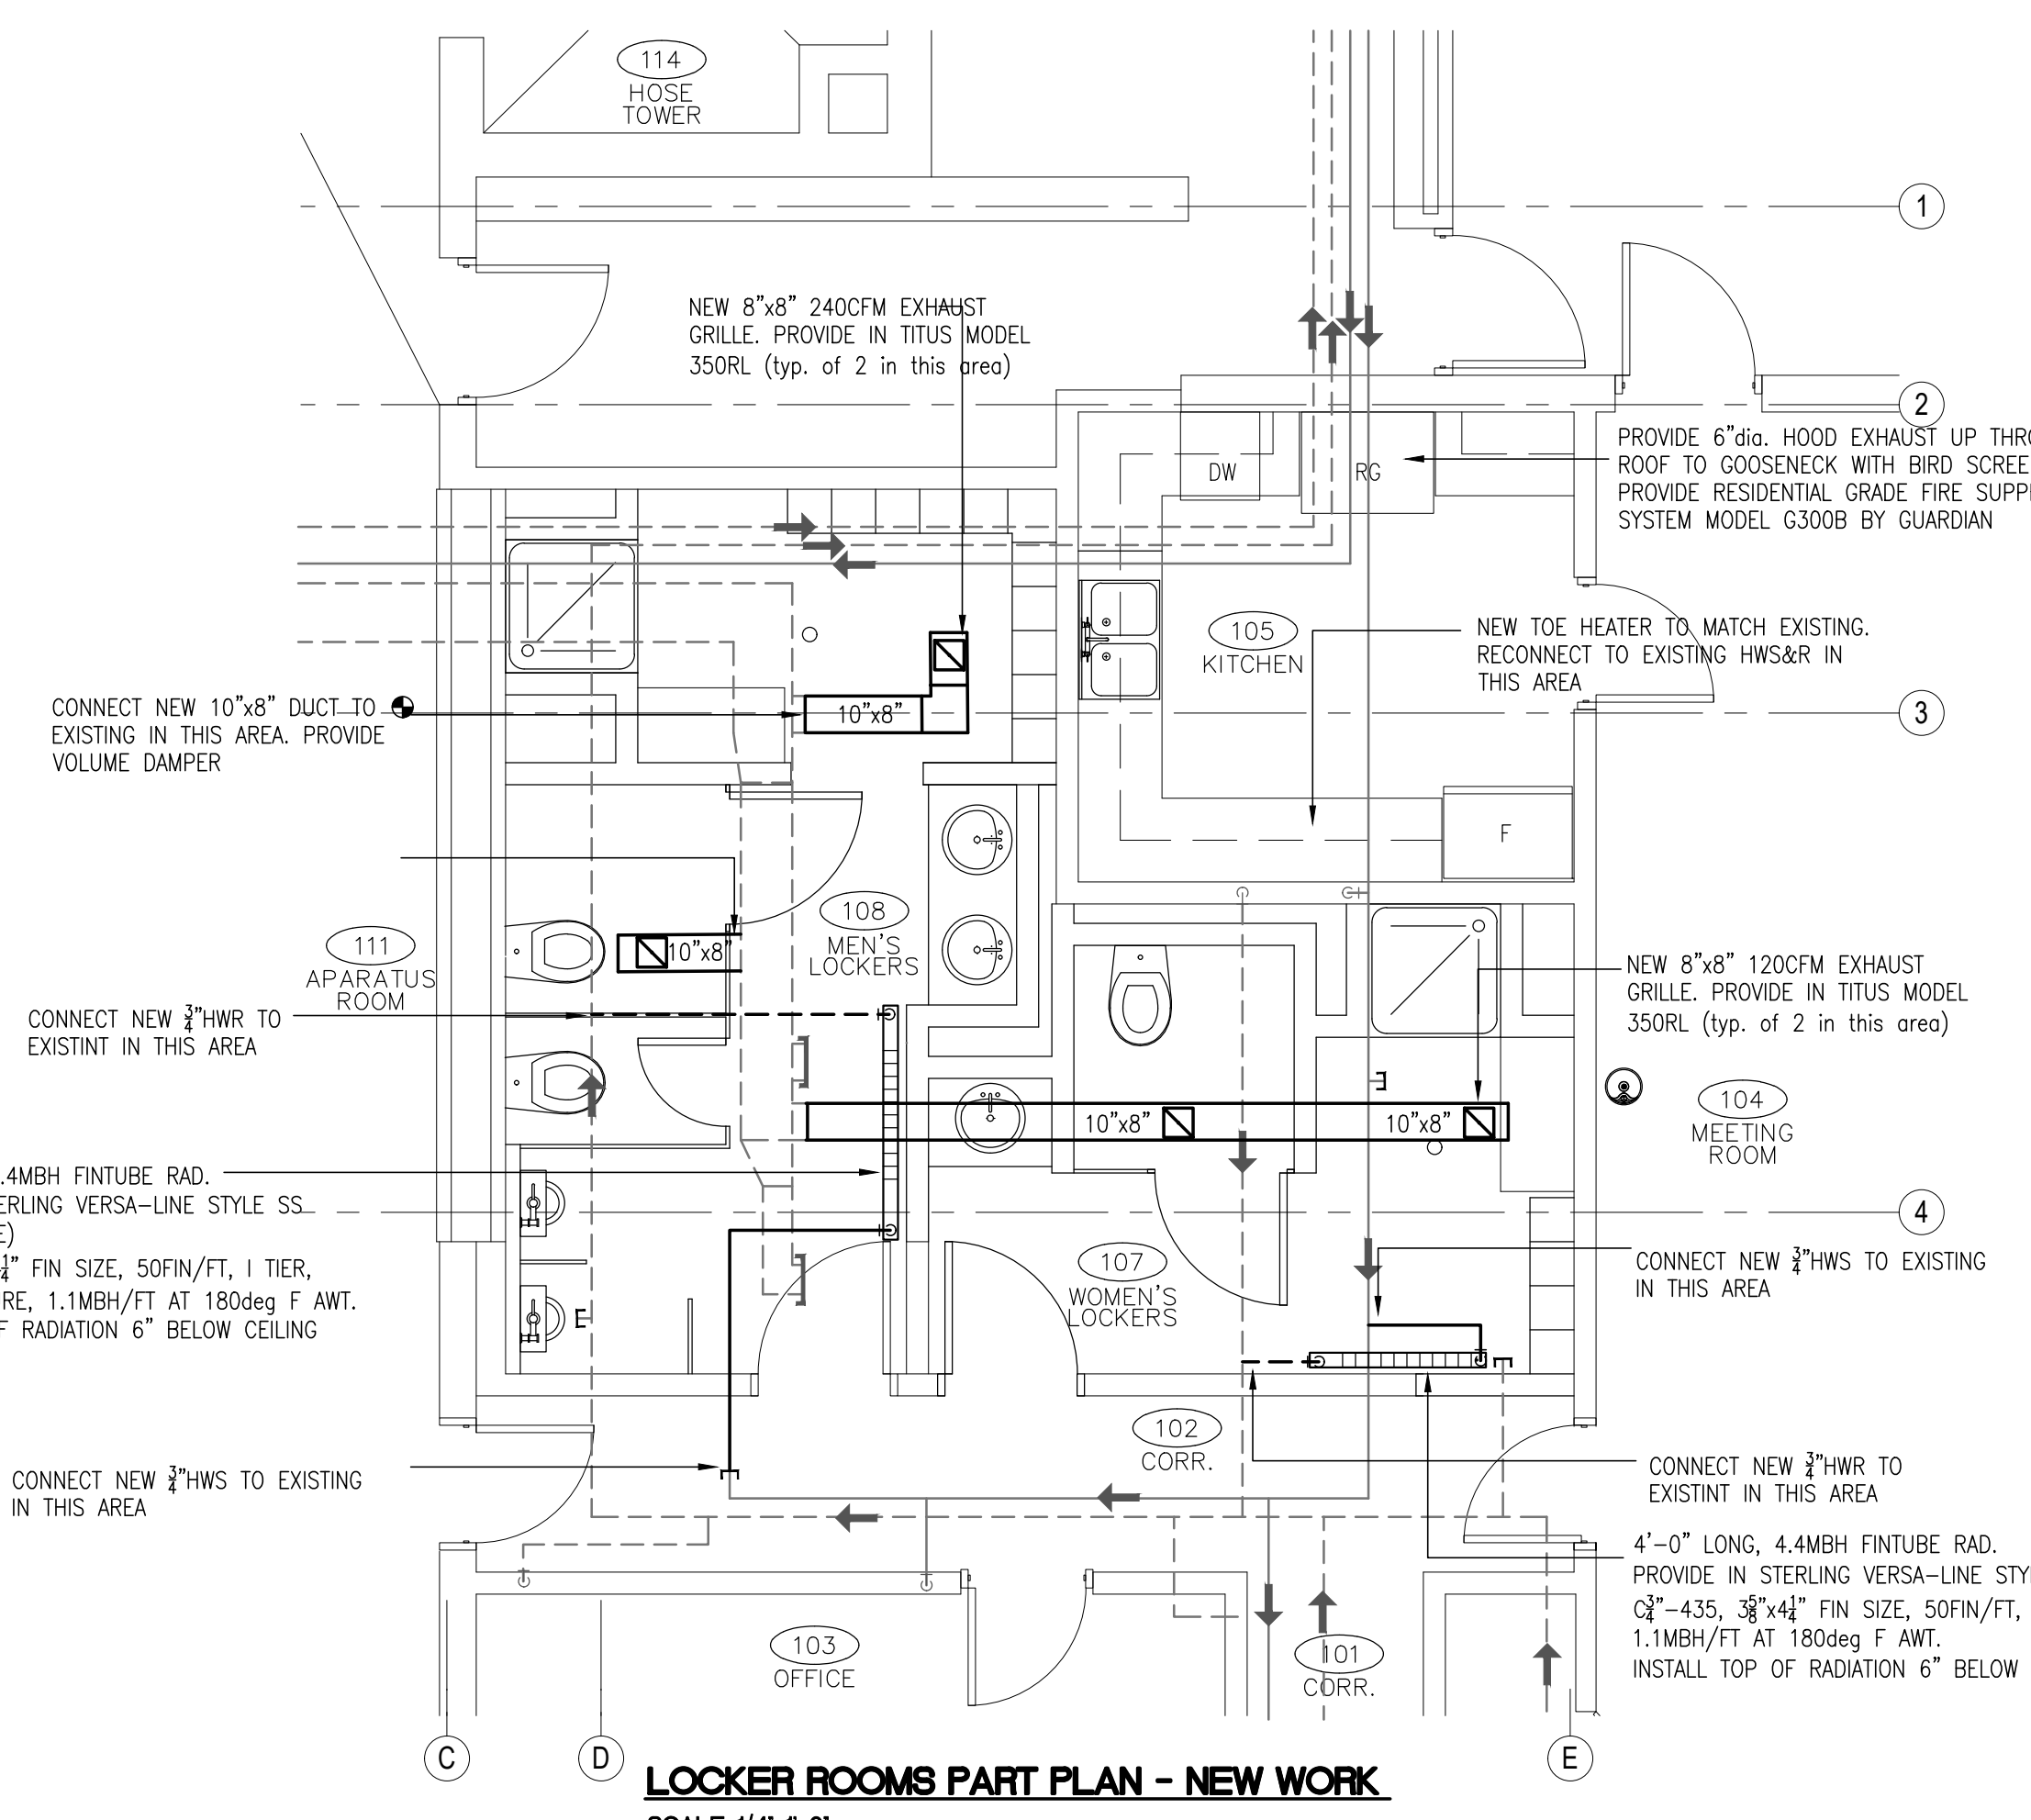 114
HOSE
TOWER
1
NEW 8"x8" 240CFM EXHAUST
GRILLE. PROVIDE IN TITUS MODEL
350RL (typ. of 2 in this area)
2
PROVIDE 6"dia. HOOD EXHAUST UP
ROOF TO GOOSENECK WITH BIRD
PROVIDE RESIDENTIAL GRADE FIRE
SYSTEM MODEL G300B BY GUARDIAN
DW
RG
105
KITCHEN
NEW TOE HEATER TO MATCH EXISTING.
RECONNECT TO EXISTING HWS&R IN
THIS AREA
CONNECT NEW 10"x8" DUCT TO
EXISTING IN THIS AREA. PROVIDE
VOLUME DAMPER
10"x8"
3
F
108
MEN'S
LOCKERS
111
APARATUS
ROOM
10"x8"
NEW 8"x8" 120CFM EXHAUST
GRILLE. PROVIDE IN TITUS MODEL
350RL (typ. of 2 in this area)
CONNECT NEW ¾"HWR TO
EXISTINT IN THIS AREA
10"x8"
10"x8"
104
MEETING
ROOM
.4MBH FINTUBE RAD.
VERSA-LINE STYLE SS
¼" FIN SIZE, 50FIN/FT, I TIER,
1.1MBH/FT AT 180deg F AWT.
RADIATION 6" BELOW CEILING
4
107
WOMEN'S
LOCKERS
CONNECT NEW ¾"HWS TO EXISTING
IN THIS AREA
102
CORR.
CONNECT NEW ¾"HWS TO EXISTING
IN THIS AREA
CONNECT NEW ¾"HWR TO
EXISTINT IN THIS AREA
4'-0" LONG, 4.4MBH FINTUBE RAD.
PROVIDE IN STERLING VERSA-LINE
C¾"-435, 3⅝"x4¼" FIN SIZE, 50FIN/FT,
1.1MBH/FT AT 180deg F AWT.
INSTALL TOP OF RADIATION 6" BELOW
103
OFFICE
101
CORR.
C
D
E
LOCKER ROOMS PART PLAN - NEW WORK